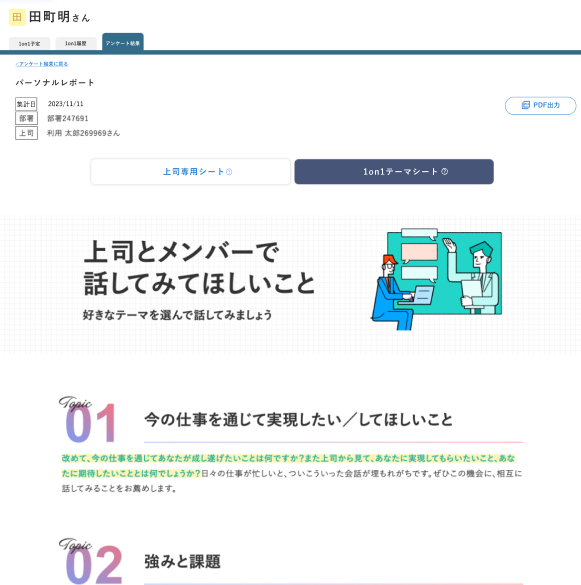 田 田町明さん
1on1予定 1on1履歴 アンケート結果
<アンケート結果に戻る
パーソナルレポート
集計日 2023/11/11
PDF出力
部署 部署247691
上司 利用 太郎269969さん
上司専用シート 1on1テーマシート
上司とメンバーで
話してみてほしいこと
好きなテーマを選んで話してみましょう
Topic
01 今の仕事を通じて実現したい／してほしいこと
改めて、今の仕事を通じてあなたが成し遂げたいことは何ですか？また上司から見て、あなたに実現してもらいたいこと、あな
たに期待したいこととは何でしょうか？日々の仕事が忙しいと、ついこういった会話が埋もれがちです。ぜひこの機会に、相互に
話してみることをお薦めします。
Topic
02 強みと課題